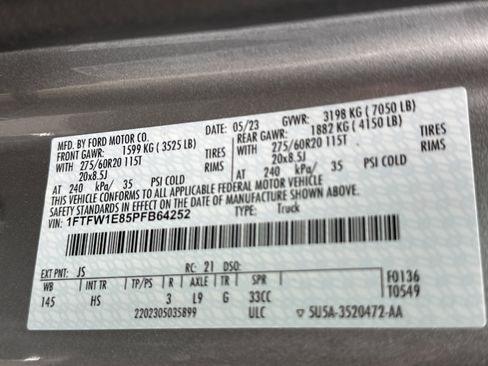 MFD. BY FORD MOTOR CO. DATE: 05/23 GVWR: 3198 KG ( 7050 LB)
FRONT GAWR: 1599 KG ( 3525 LB) REAR GAWR: 1882 KG ( 4150 LB)
WITH 275/60R20 115T TIRES WITH 275/60R20 115T TIRES
20x8.5J RIMS 20x8.5J RIMS
AT 240 kPa/ 35 PSI COLD AT 240 kPa/ 35 PSI COLD
THIS VEHICLE CONFORMS TO ALL APPLICABLE FEDERAL MOTOR VEHICLE
SAFETY STANDARDS IN EFFECT ON THE DATE OF MANUFACTURE SHOWN ABOVE.
VIN: 1FTFW1E85PFB64252 TYPE: Truck
EXT PNT: JS RC: 21 DSO: F0136
WB INT TR TP/PS R AXLE TR SPR T0549
145 HS 3 L9 G 33CC
2202305035899 ULC ▽ 5U5A-3520472-AA